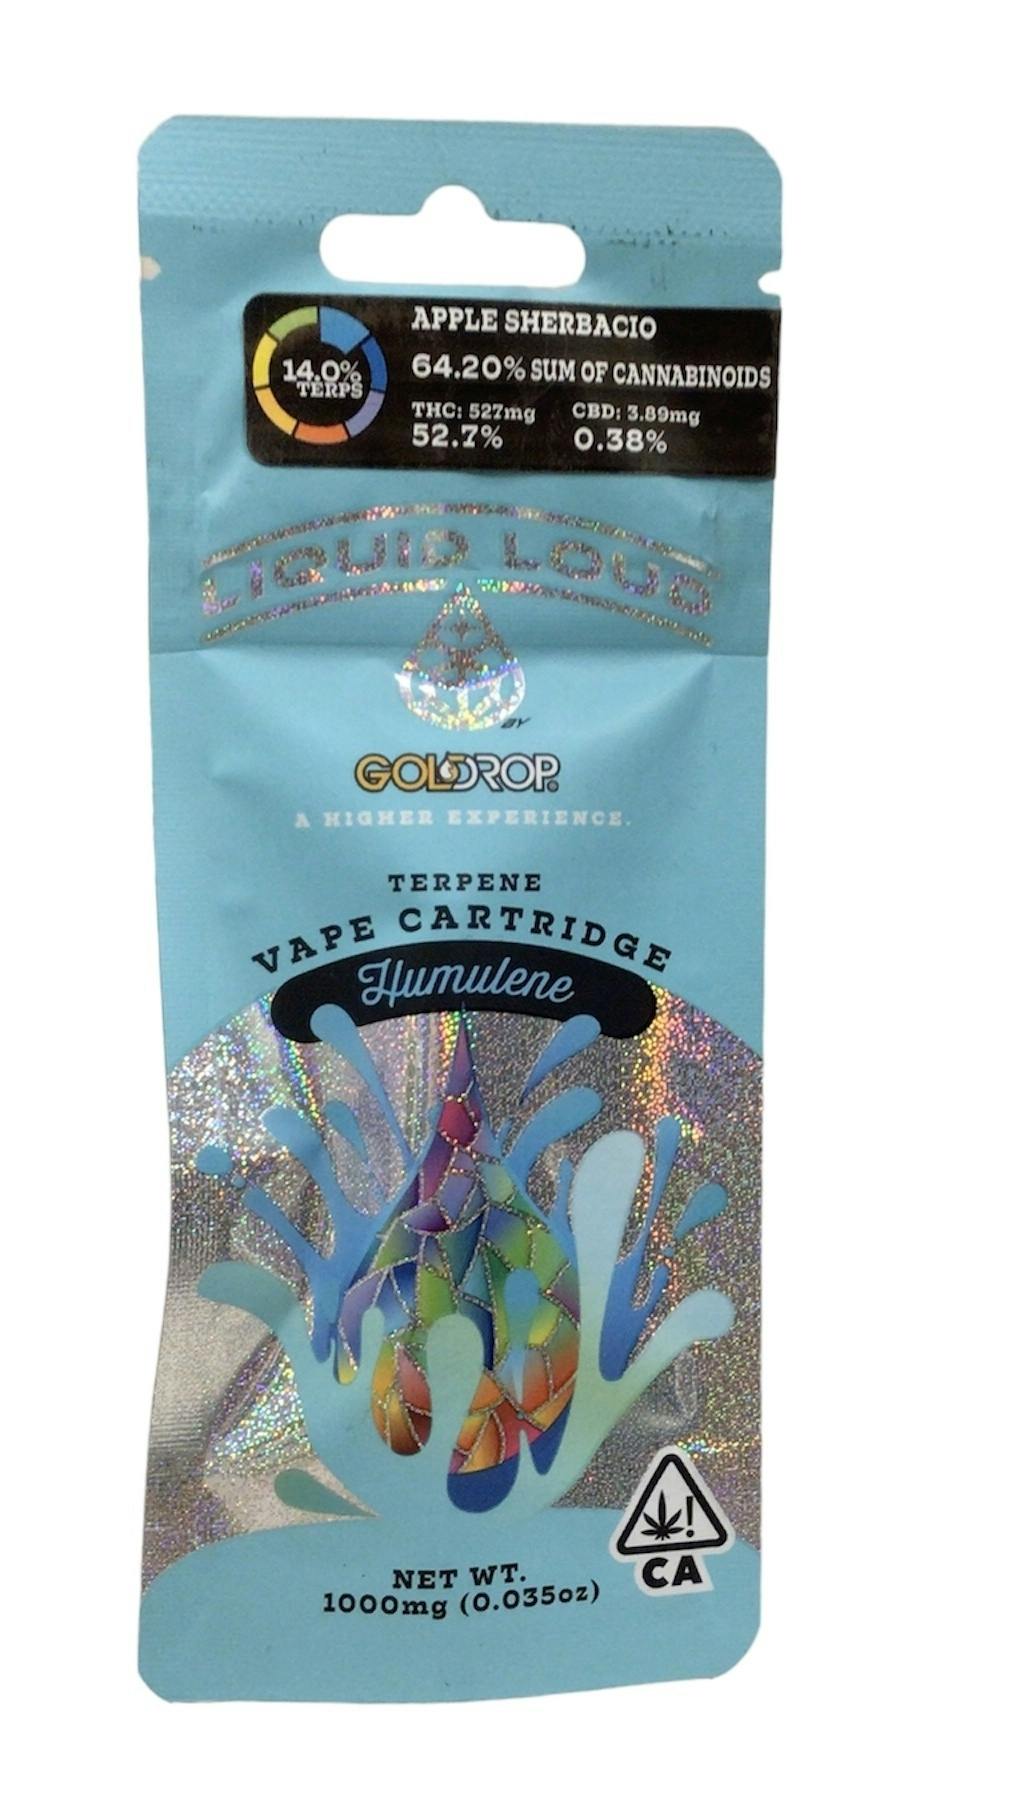 APPLE SHERBACIO
14.0%
TERPS
64.20% SUM OF CANNABINOIDS
THC: 527mg CBD: 3.89mg
52.7% 0.38%
LIQUID LOUD
BY
GOLDROP
A HIGHER EXPERIENCE.
TERPENE
VAPE CARTRIDGE
Humulene
!
CA
NET WT.
1000mg (0.035oz)